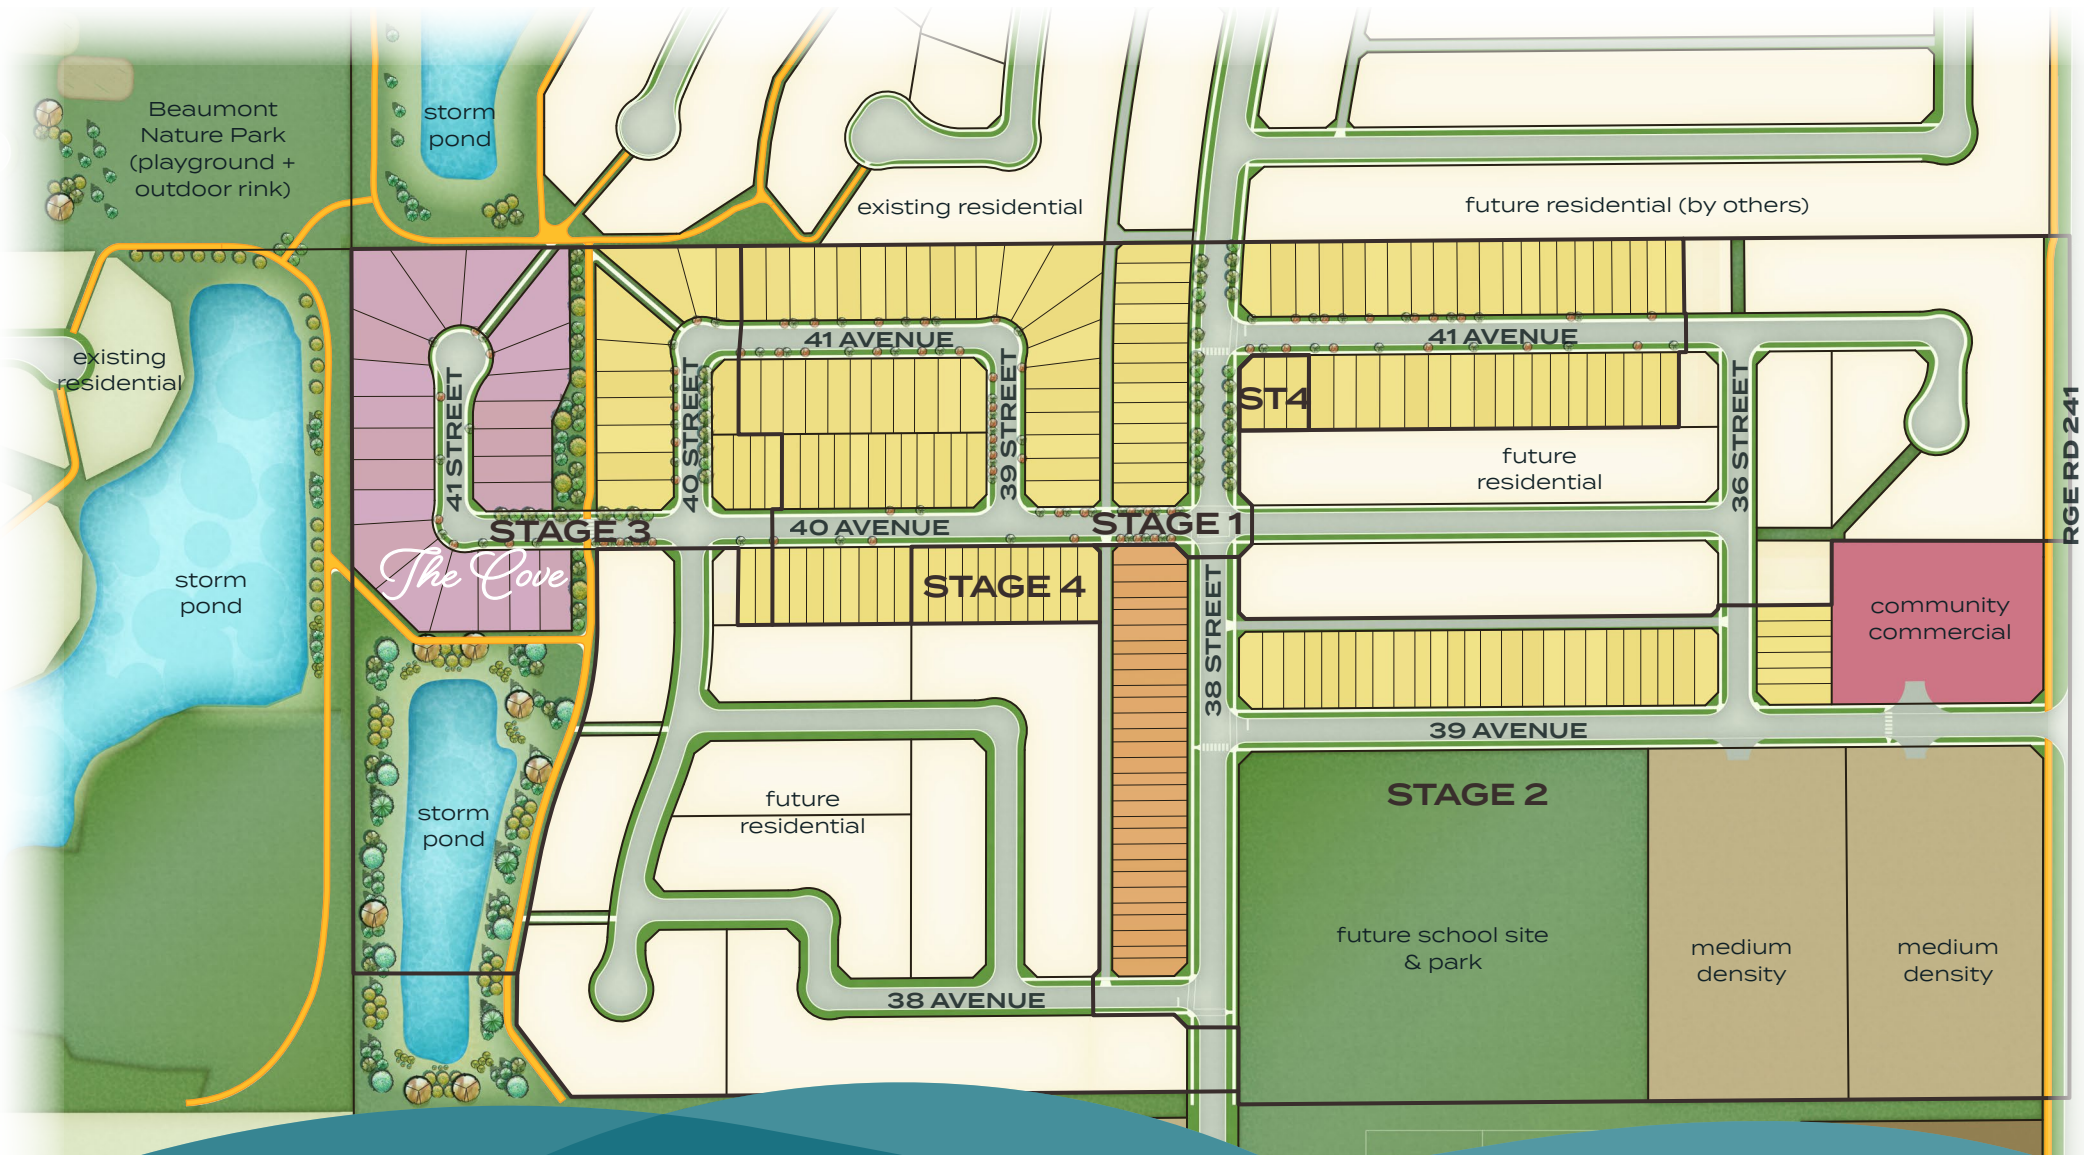 Beaumont
Nature Park
(playground +
outdoor rink)
storm
pond
existing residential
future residential (by others)
existing
residential
41 AVENUE
41 AVENUE
41 STREET
40 STREET
39 STREET
ST4
36 STREET
RGE RD 241
future
residential
STAGE 3
40 AVENUE
STAGE 1
The Cove
STAGE 4
storm
pond
38 STREET
community
commercial
39 AVENUE
storm
pond
future
residential
STAGE 2
future school site
& park
medium
density
medium
density
38 AVENUE